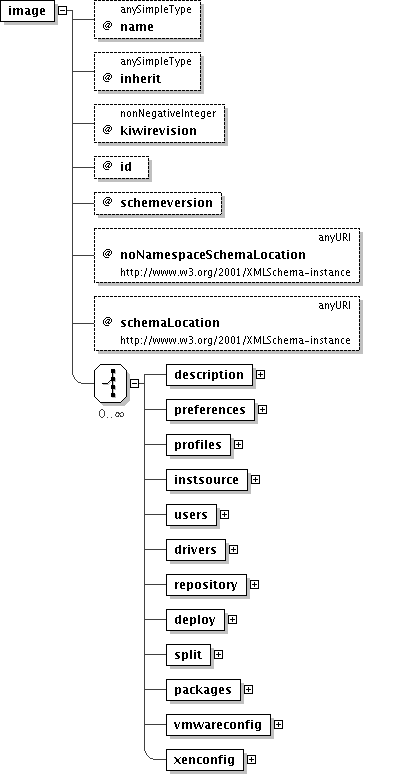 image
anySimpleType
@ name
anySimpleType
@ inherit
nonNegativeInteger
@ kiwirevision
@ id
@ schemeversion
anyURI
@ noNamespaceSchemaLocation
http://www.w3.org/2001/XMLSchema-instance
anyURI
@ schemaLocation
http://www.w3.org/2001/XMLSchema-instance
0..∞
description
preferences
profiles
instsource
users
drivers
repository
deploy
split
packages
vmwareconfig
xenconfig